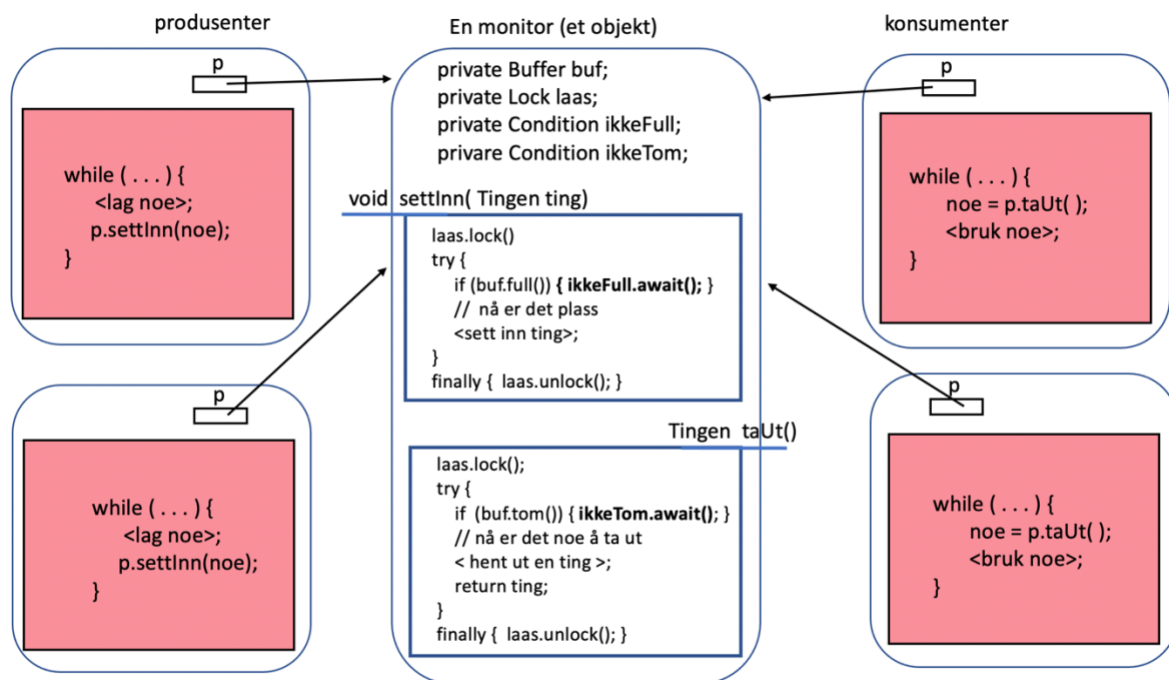 produsenter
En monitor (et objekt)
konsumenter
p
while ( . . . ) {
<lag noe>;
p.settInn(noe);
}
p
while ( . . . ) {
<lag noe>;
p.settInn(noe);
}
private Buffer buf;
private Lock laas;
private Condition ikkeFull;
privare Condition ikkeTom;
void settInn( Tingen ting)
laas.lock()
try {
if (buf.full()) { ikkeFull.await(); }
// nå er det plass
<sett inn ting>;
}
finally { laas.unlock(); }
Tingen taUt()
laas.lock();
try {
if (buf.tom()) { ikkeTom.await(); }
// nå er det noe å ta ut
< hent ut en ting >;
return ting;
}
finally { laas.unlock(); }
p
while ( . . . ) {
noe = p.taUt( );
<bruk noe>;
}
p
while ( . . . ) {
noe = p.taUt( );
<bruk noe>;
}